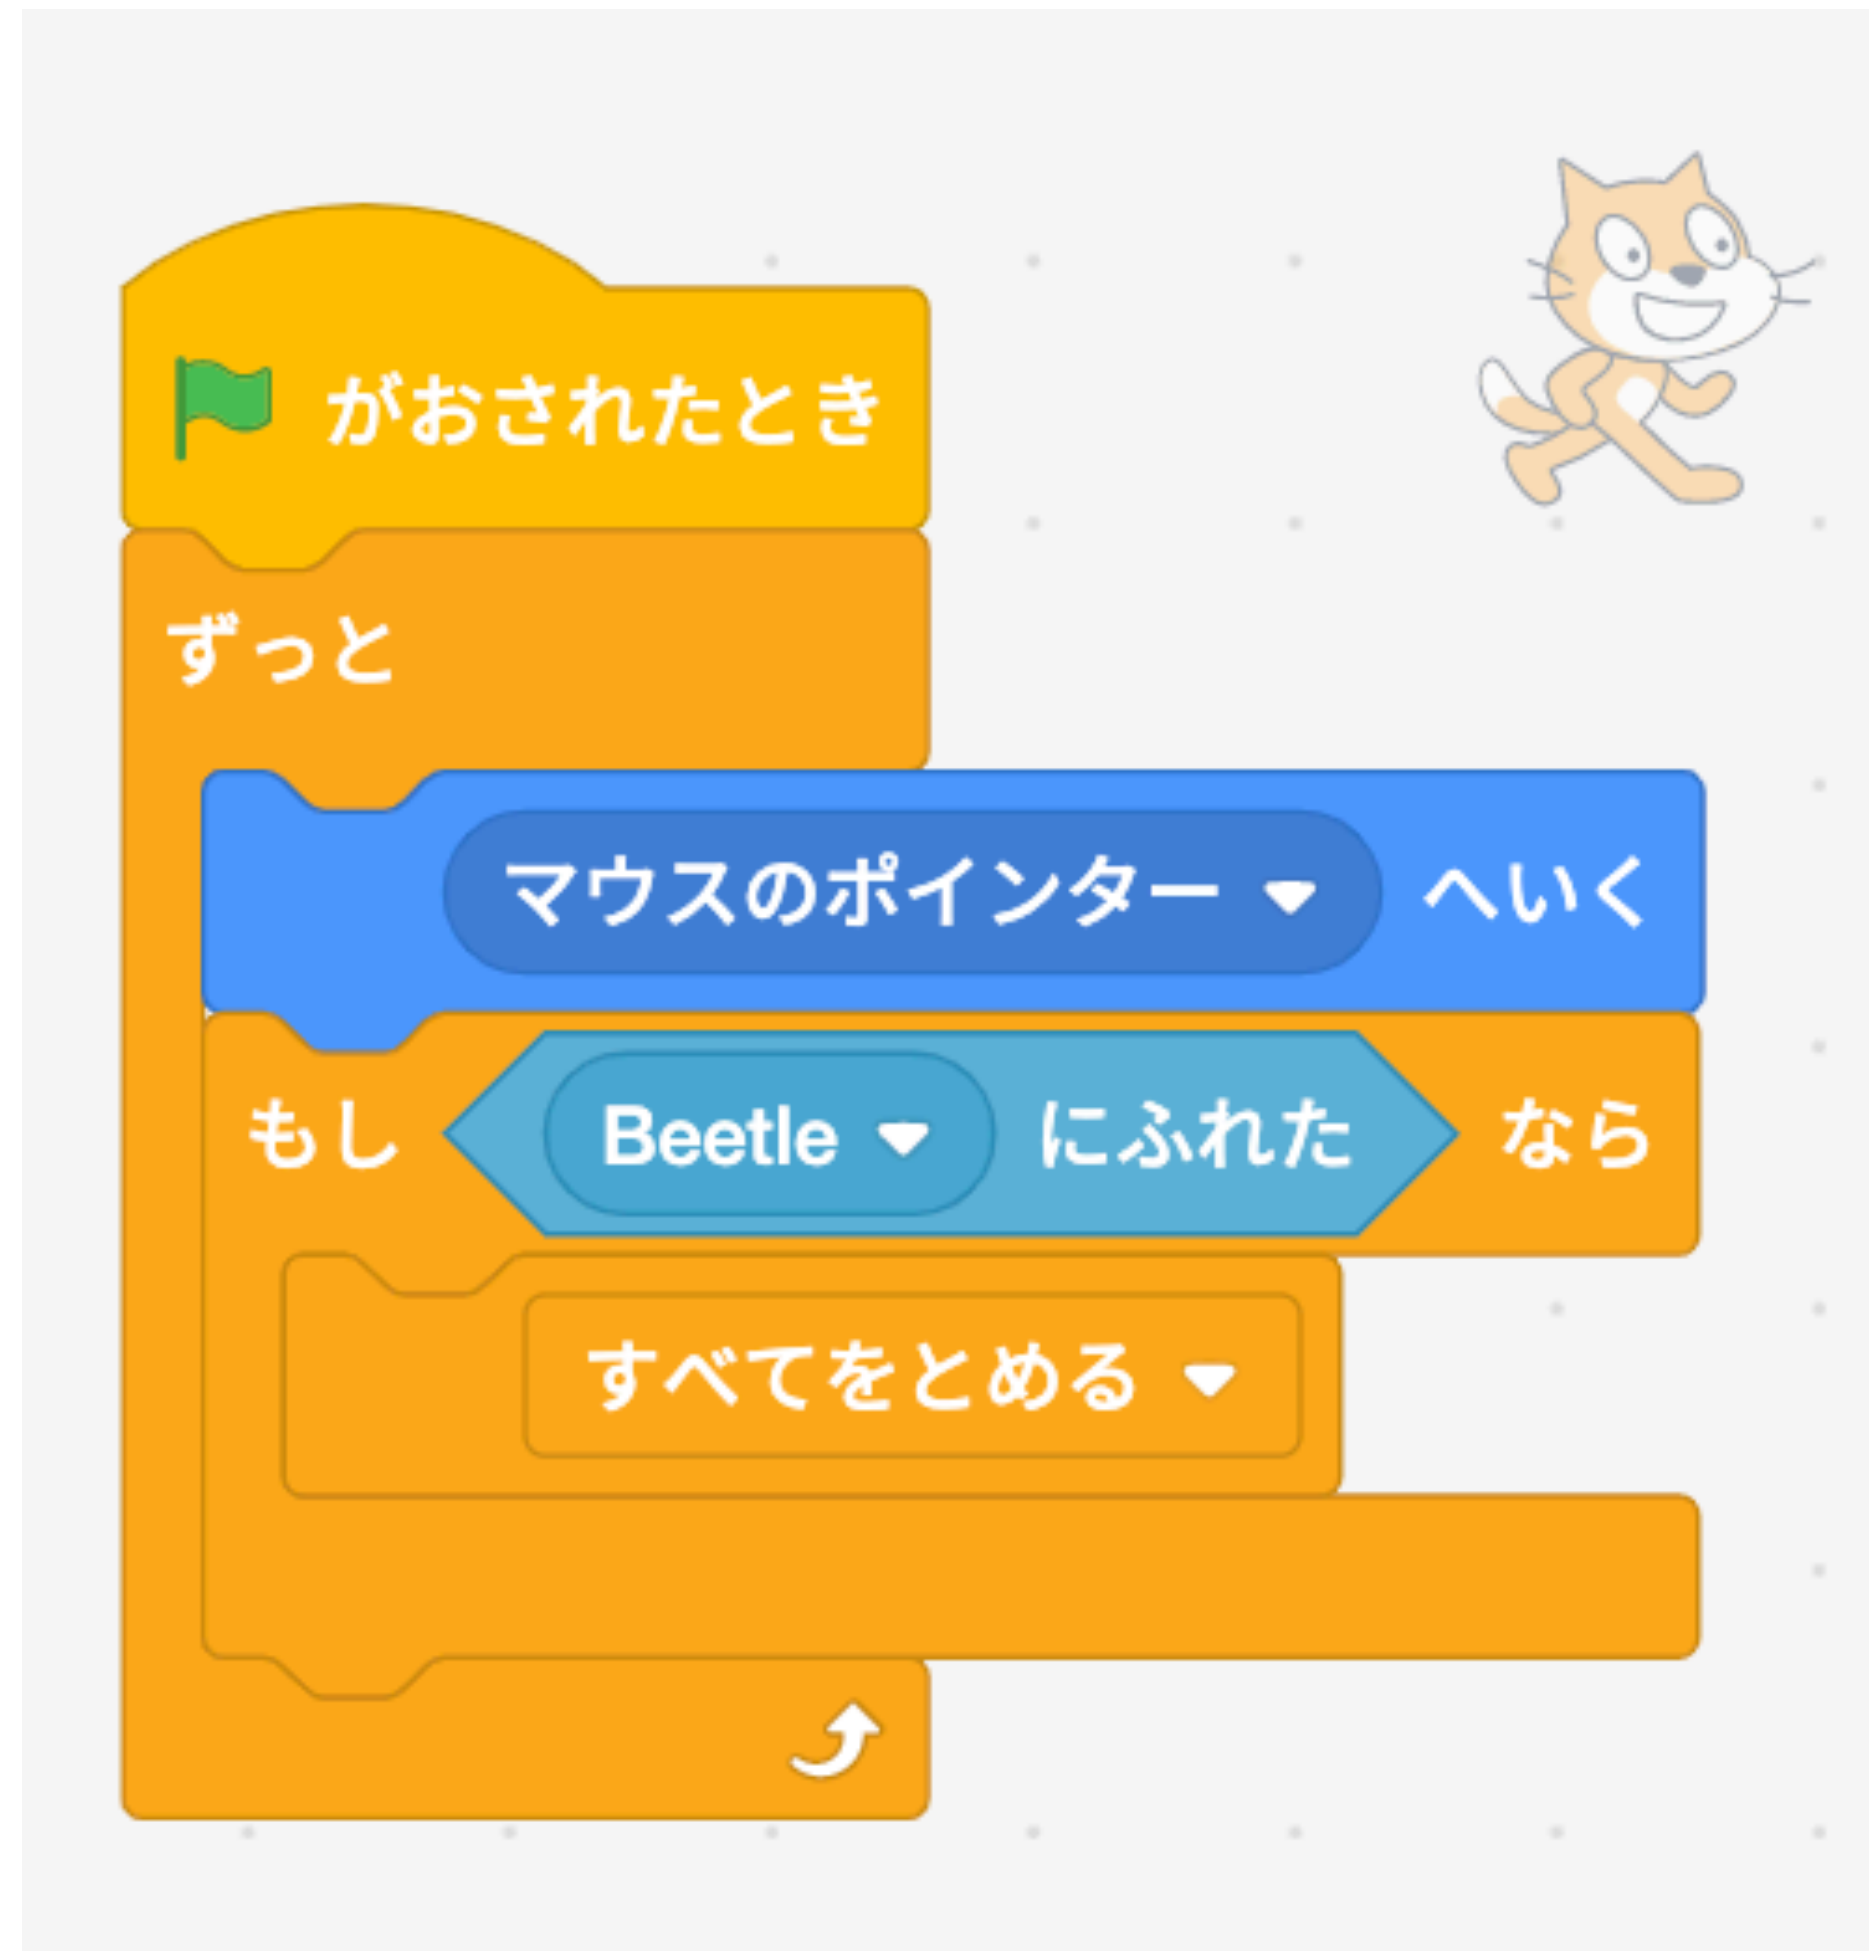 がおされたとき
ずっと
マウスのポインター へいく
もし Beetle にふれた なら
すべてをとめる